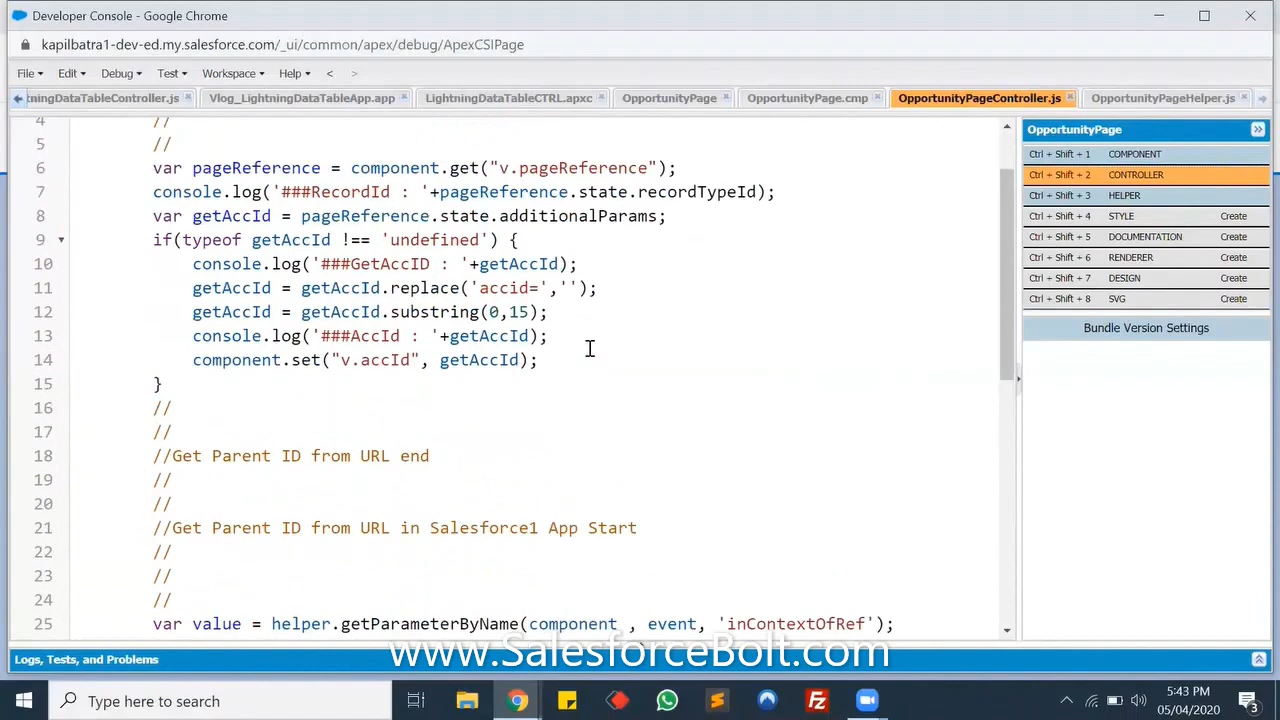 Developer Console - Google Chrome
kapilbatra1-dev-ed.my.salesforce.com/_ui/common/apex/debug/ApexCSIPage
File Edit Debug Test Workspace Help < >
ntningDataTableController.js Vlog_LightningDataTableApp.app LightningDataTableCTRL.apxc OpportunityPage OpportunityPage.cmp OpportunityPageController.js OpportunityPageHelper.js
4 //
5 //
6 var pageReference = component.get("v.pageReference");
7 console.log('###RecordId : '+pageReference.state.recordTypeId);
8 var getAccId = pageReference.state.additionalParams;
9 if(typeof getAccId !== 'undefined') {
10 console.log('###GetAccID : '+getAccId);
11 getAccId = getAccId.replace('accid=','');
12 getAccId = getAccId.substring(0,15);
13 console.log('###AccId : '+getAccId);
14 component.set("v.accId", getAccId);
15 }
16 //
17 //
18 //Get Parent ID from URL end
19 //
20 //
21 //Get Parent ID from URL in Salesforce1 App Start
22 //
23 //
24 //
25 var value = helper.getParameterByName(component , event, 'inContextOfRef');
OpportunityPage
Ctrl + Shift + 1 COMPONENT
Ctrl + Shift + 2 CONTROLLER
Ctrl + Shift + 3 HELPER
Ctrl + Shift + 4 STYLE Create
Ctrl + Shift + 5 DOCUMENTATION Create
Ctrl + Shift + 6 RENDERER Create
Ctrl + Shift + 7 DESIGN Create
Ctrl + Shift + 8 SVG Create
Bundle Version Settings
www.SalesforceBolt.com
Logs, Tests, and Problems
Type here to search
5:43 PM
05/04/2020
3